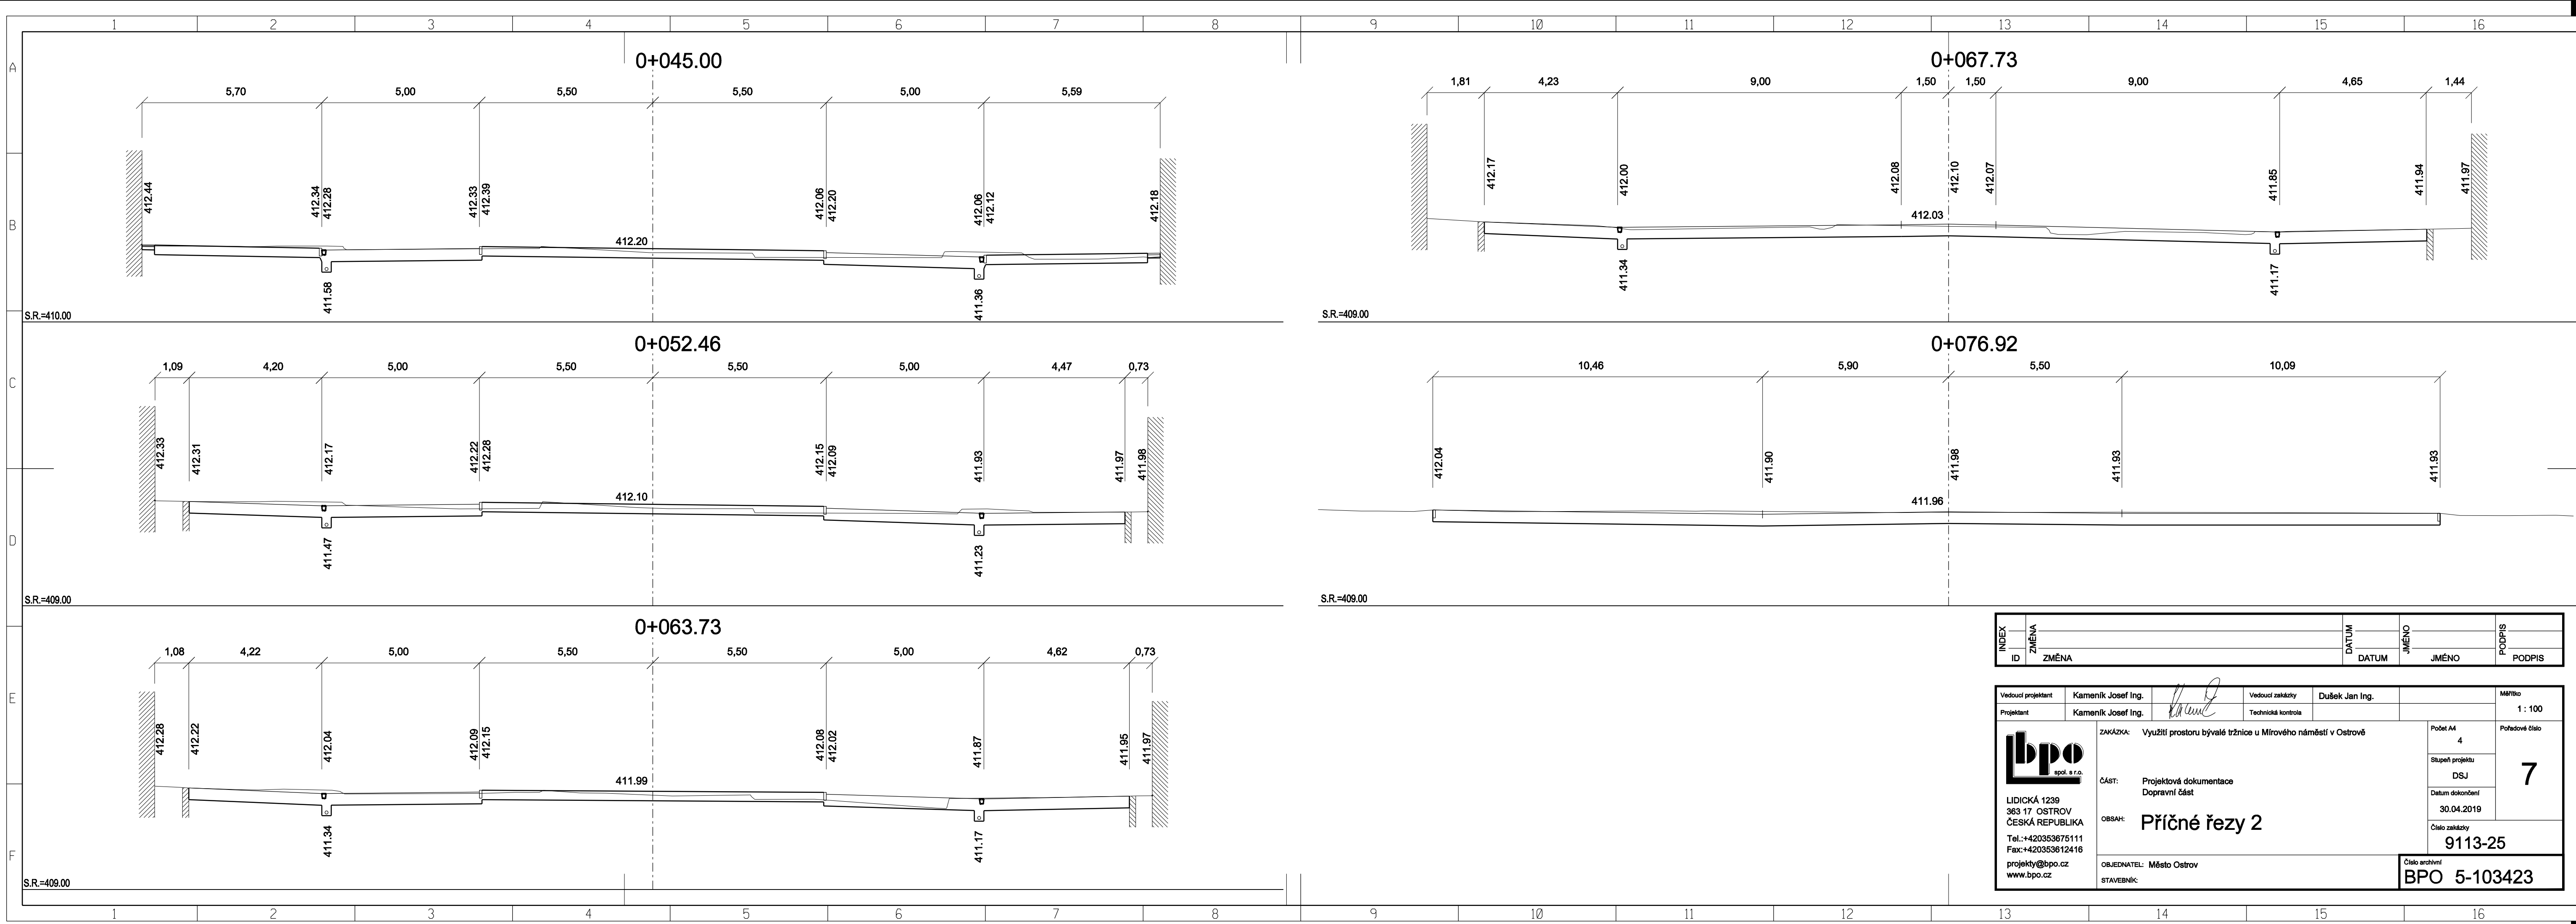 1 2 3 4 5 6 7 8 9 10 11 12 13 14 15 16
A
B
C
D
E
F
0+045.00
5,70 5,00 5,50 5,50 5,00 5,59
412.44 412.34 412.28 412.33 412.39 412.06 412.20 412.06 412.12 412.18
412.20
411.58 411.36
S.R.=410.00
0+052.46
1,09 4,20 5,00 5,50 5,50 5,00 4,47 0,73
412.33 412.31 412.17 412.22 412.28 412.15 412.09 411.93 411.97 411.98
412.10
411.47 411.23
S.R.=409.00
0+063.73
1,08 4,22 5,00 5,50 5,50 5,00 4,62 0,73
412.28 412.22 412.04 412.09 412.15 412.08 412.02 411.87 411.95 411.97
411.99
411.34 411.17
S.R.=409.00
0+067.73
1,81 4,23 9,00 1,50 1,50 9,00 4,65 1,44
412.17 412.00 412.08 412.10 412.07 411.85 411.94 411.97
412.03
411.34 411.17
S.R.=409.00
0+076.92
10,46 5,90 5,50 10,09
412.04 411.90 411.98 411.93 411.93
411.96
S.R.=409.00
INDEX ZMĚNA DATUM JMÉNO PODPIS
ID ZMĚNA DATUM JMÉNO PODPIS
Vedoucí projektant Kameník Josef Ing. Vedoucí zakázky Dušek Jan Ing. Měřítko
Projektant Kameník Josef Ing. Technická kontrola 1 : 100
bpo
spol. s r.o.
LIDICKÁ 1239
363 17 OSTROV
ČESKÁ REPUBLIKA
Tel.:+420353675111
Fax:+420353612416
projekty@bpo.cz
www.bpo.cz
ZAKÁZKA: Využití prostoru bývalé tržnice u Mírového náměstí v Ostrově
ČÁST: Projektová dokumentace
Dopravní část
OBSAH: Příčné řezy 2
OBJEDNATEL: Město Ostrov
STAVEBNÍK:
Počet A4
4
Stupeň projektu
DSJ
Datum dokončení
30.04.2019
Pořadové číslo
7
Číslo zakázky
9113-25
Číslo archivní
BPO 5-103423
1 2 3 4 5 6 7 8 9 10 11 12 13 14 15 16